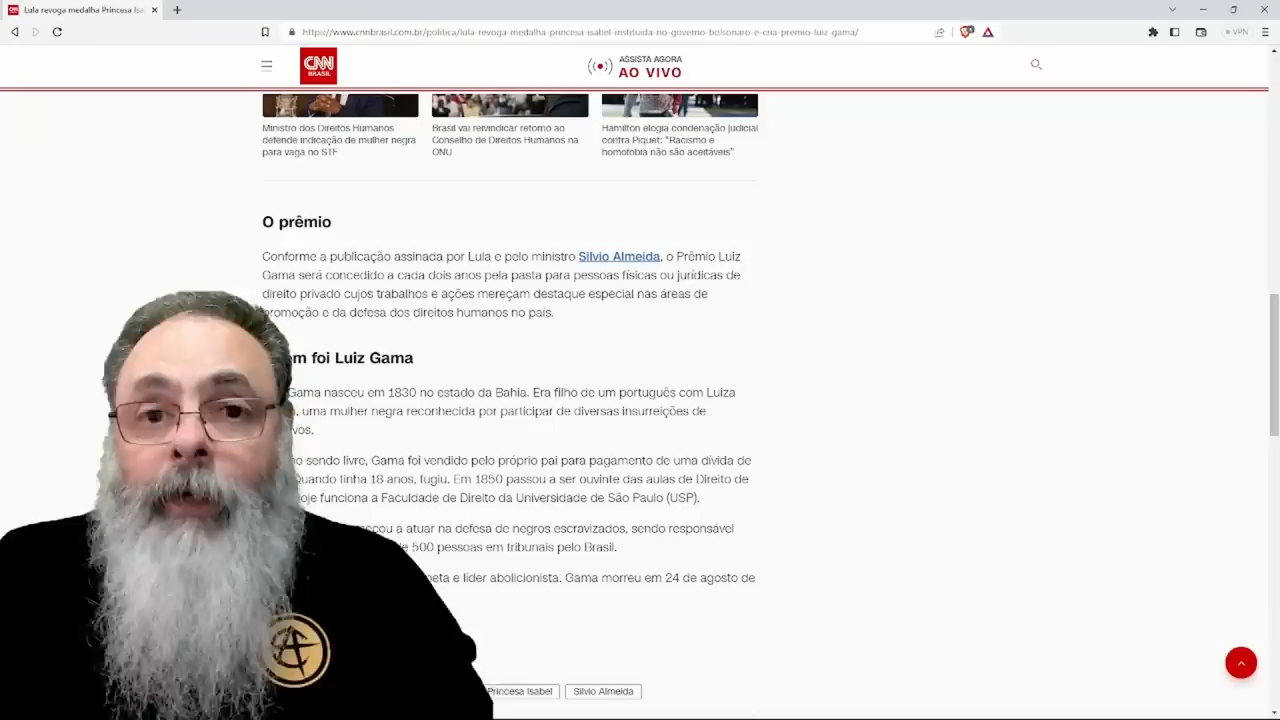 Lula revoga medalha Princesa Isa
https://www.cnnbrasil.com.br/politica/lula-revoga-medalha-princesa-isabel-instituida-no-governo-bolsonaro-e-cria-premio-luiz-gama/
VPN
CNN
BRASIL
ASSISTA AGORA
AO VIVO
Ministro dos Direitos Humanos
defende indicação de mulher negra
para vaga no STF
Brasil vai reivindicar retorno ao
Conselho de Direitos Humanos na
ONU
Hamilton elogia condenação judicial
contra Piquet: "Racismo e
homofobia não são aceitáveis"
O prêmio
Conforme a publicação assinada por Lula e pelo ministro Silvio Almeida, o Prêmio Luiz
Gama será concedido a cada dois anos pela pasta para pessoas físicas ou jurídicas de
direito privado cujos trabalhos e ações mereçam destaque especial nas áreas de
promoção e da defesa dos direitos humanos no país.
em foi Luiz Gama
Gama nasceu em 1830 no estado da Bahia. Era filho de um português com Luiza
, uma mulher negra reconhecida por participar de diversas insurreições de
vos.
o sendo livre, Gama foi vendido pelo próprio pai para pagamento de uma dívida de
Quando tinha 18 anos, fugiu. Em 1850 passou a ser ouvinte das aulas de Direito de
oje funciona a Faculdade de Direito da Universidade de São Paulo (USP).
çou a atuar na defesa de negros escravizados, sendo responsável
e 500 pessoas em tribunais pelo Brasil.
oeta e líder abolicionista. Gama morreu em 24 de agosto de
Princesa Isabel
Silvio Almeida